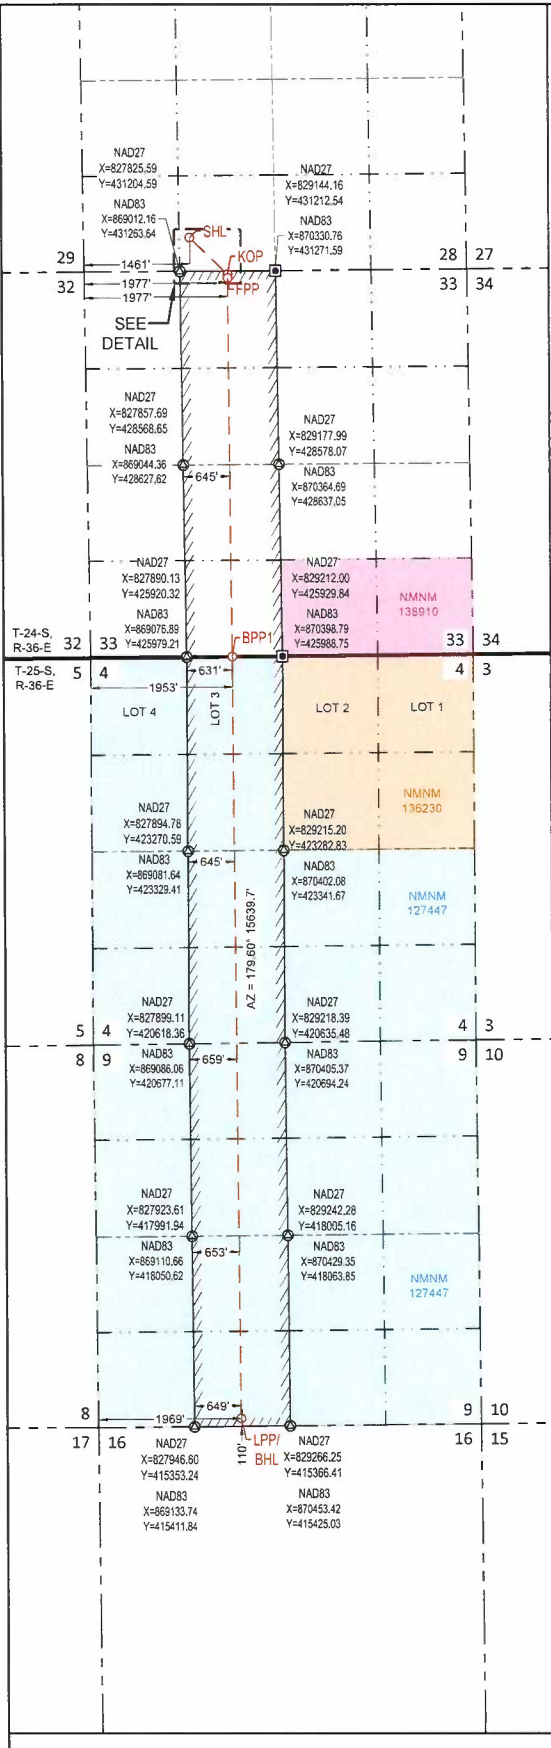 NAD27
X=827825.59
Y=431204.59
NAD83
X=869012.16
Y=431263.64
NAD27
X=829144.16
Y=431212.54
NAD83
X=870330.76
Y=431271.59
SHL
KOP
FPP
29
32
1461'
1977'
1977'
28 27
33 34
SEE
DETAIL
NAD27
X=827857.69
Y=428568.65
NAD83
X=869044.36
Y=428627.62
645'
NAD27
X=829177.99
Y=428578.07
NAD83
X=870364.69
Y=428637.05
NAD27
X=827890.13
Y=425920.32
NAD83
X=869076.89
Y=425979.21
NAD27
X=829212.00
Y=425929.84
NAD83
X=870398.79
Y=425988.75
NMNM
138910
T-24-S,
R-36-E
32 33
BPP1
33 34
T-25-S,
R-36-E
5 4
631'
1953'
4 3
LOT 4
LOT 3
LOT 2
LOT 1
NMNM
136230
NAD27
X=827894.78
Y=423270.59
NAD83
X=869081.64
Y=423329.41
645'
NAD27
X=829215.20
Y=423282.83
NAD83
X=870402.08
Y=423341.67
NMNM
127447
AZ = 179.60° 15639.7'
NAD27
X=827899.11
Y=420618.36
NAD83
X=869086.06
Y=420677.11
5 4
8 9
659'
NAD27
X=829218.39
Y=420635.48
NAD83
X=870405.37
Y=420694.24
4 3
9 10
NAD27
X=827923.61
Y=417991.94
NAD83
X=869110.66
Y=418050.62
653'
NAD27
X=829242.28
Y=418005.16
NAD83
X=870429.35
Y=418063.85
NMNM
127447
8
17 16
649'
1969'
9 10
16 15
110'
LPP/
BHL
NAD27
X=827946.60
Y=415353.24
NAD83
X=869133.74
Y=415411.84
NAD27
X=829266.25
Y=415366.41
NAD83
X=870453.42
Y=415425.03